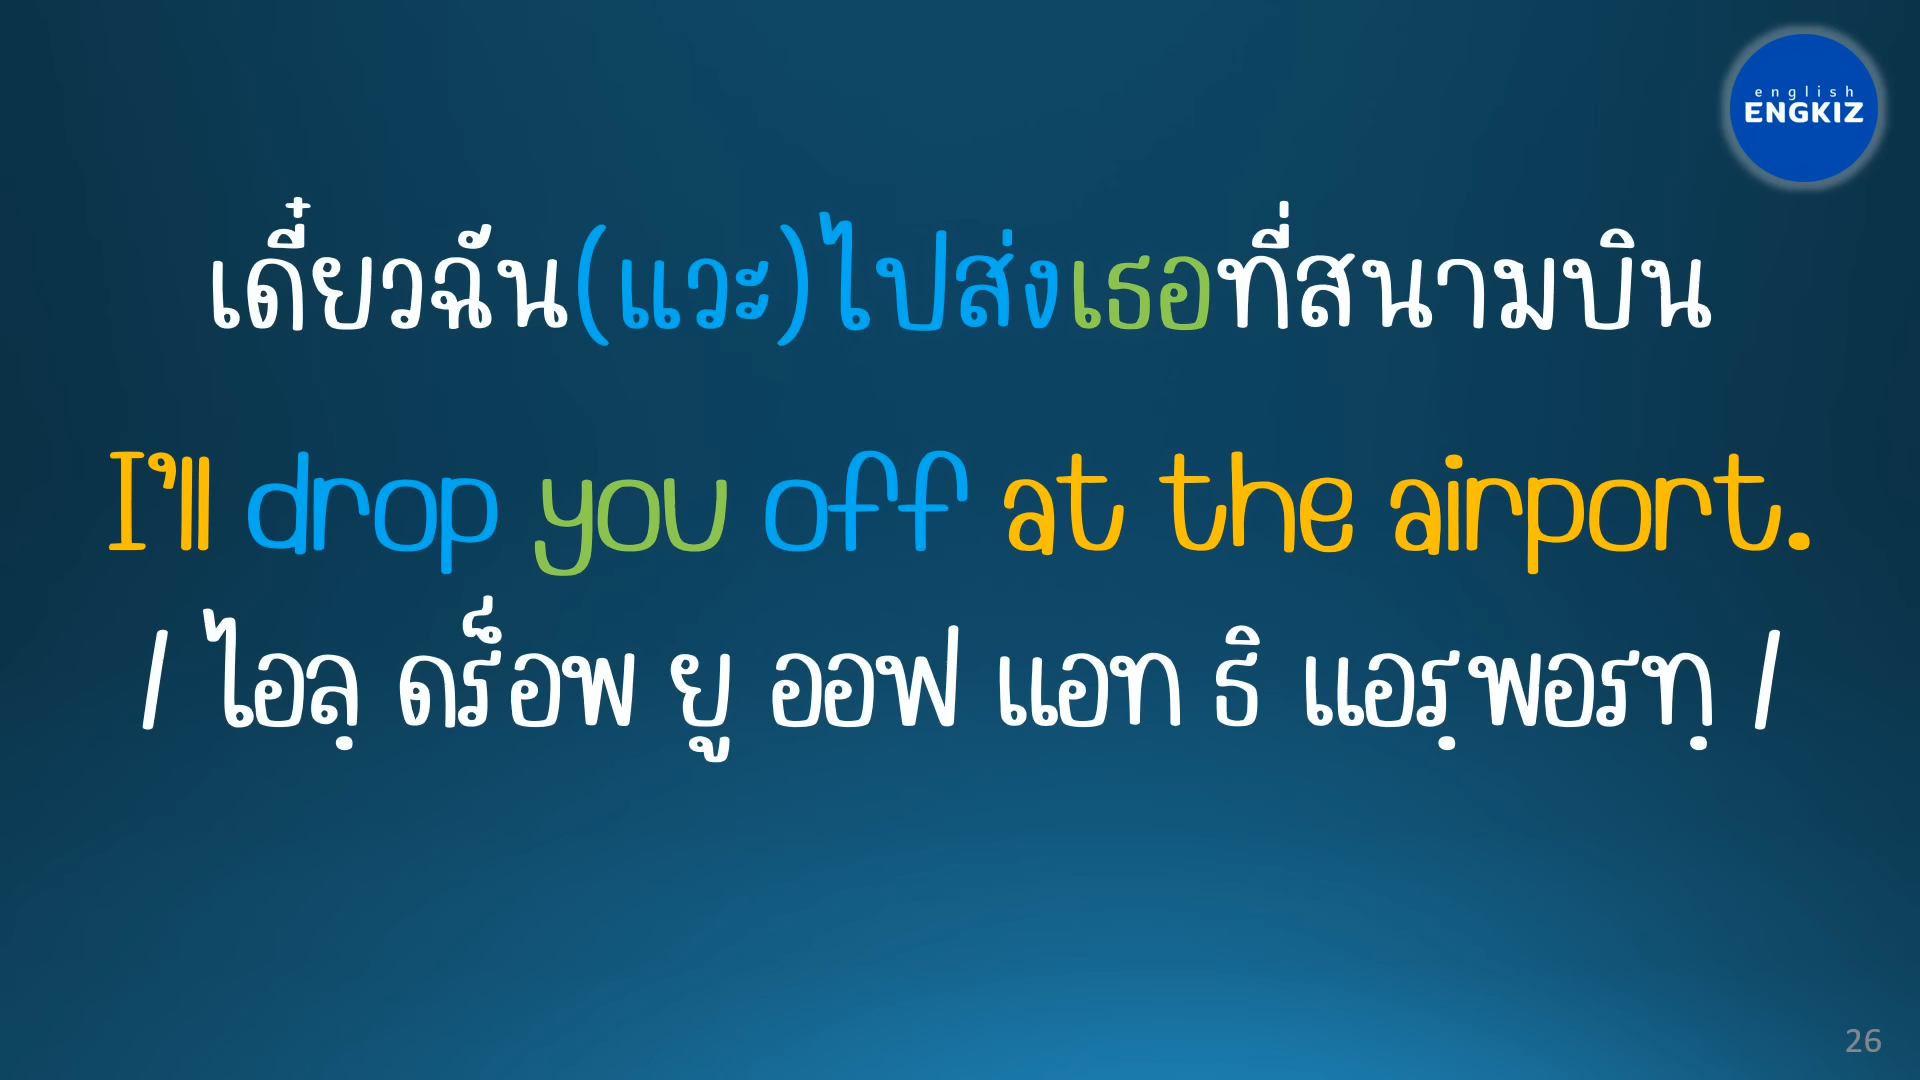 english
ENGKIZ
เดี๋ยวฉัน(แวะ)ไปส่งเธอที่สนามบิน
I'll drop you off at the airport.
/ ไอลฺ ดร็อพ ยู ออฟ แอท ธิ แอรฺพอรทฺ /
26